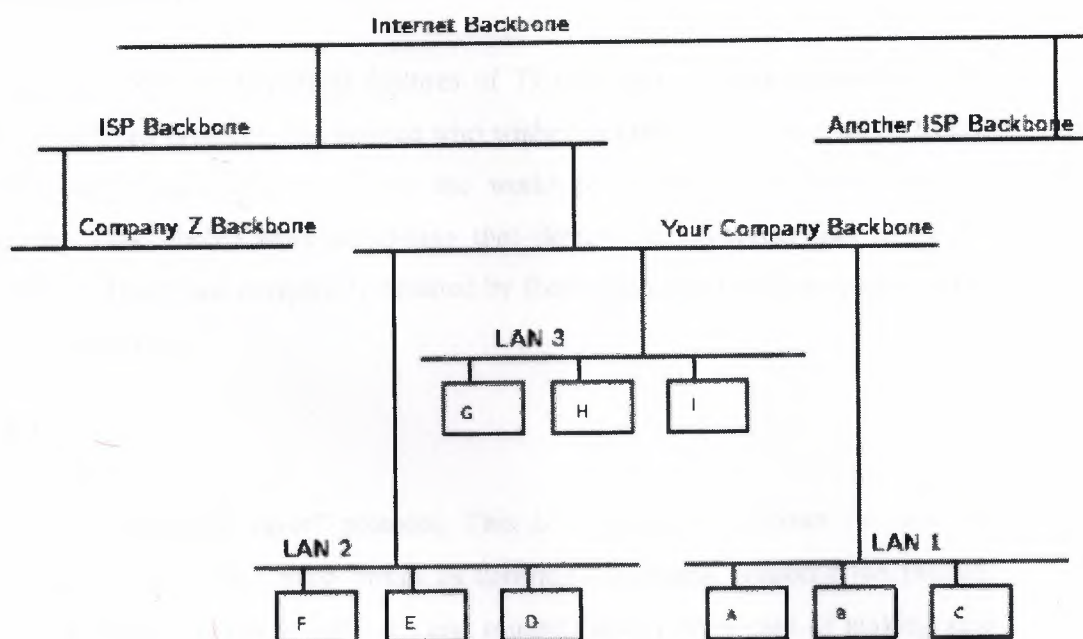 Internet Backbone
ISP Backbone
Another ISP Backbone
Company Z Backbone
Your Company Backbone
LAN 3
G H I
LAN 2
LAN 1
F E D A B C